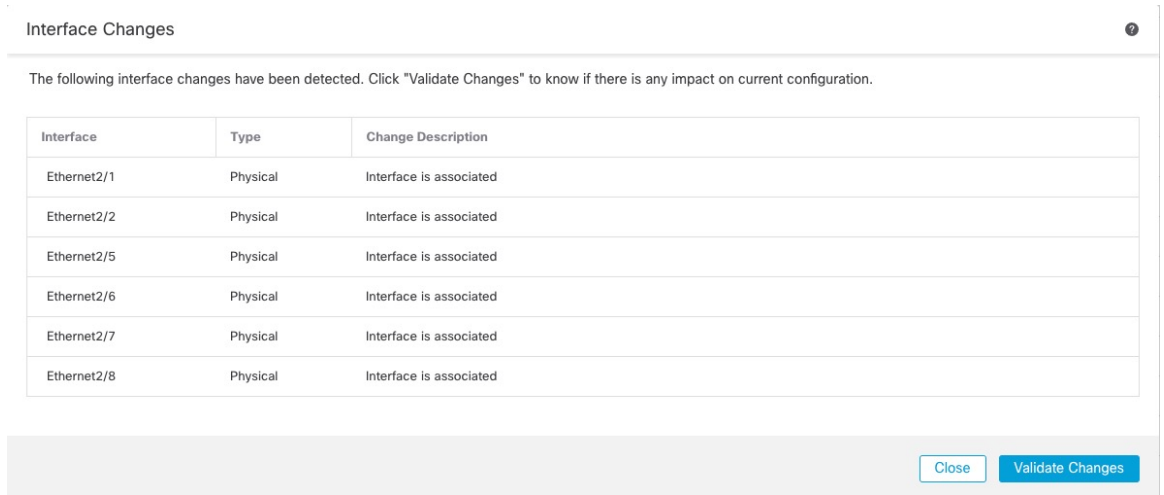 Interface Changes
?
The following interface changes have been detected. Click "Validate Changes" to know if there is any impact on current configuration.
Interface Type Change Description
Ethernet2/1 Physical Interface is associated
Ethernet2/2 Physical Interface is associated
Ethernet2/5 Physical Interface is associated
Ethernet2/6 Physical Interface is associated
Ethernet2/7 Physical Interface is associated
Ethernet2/8 Physical Interface is associated
Close Validate Changes